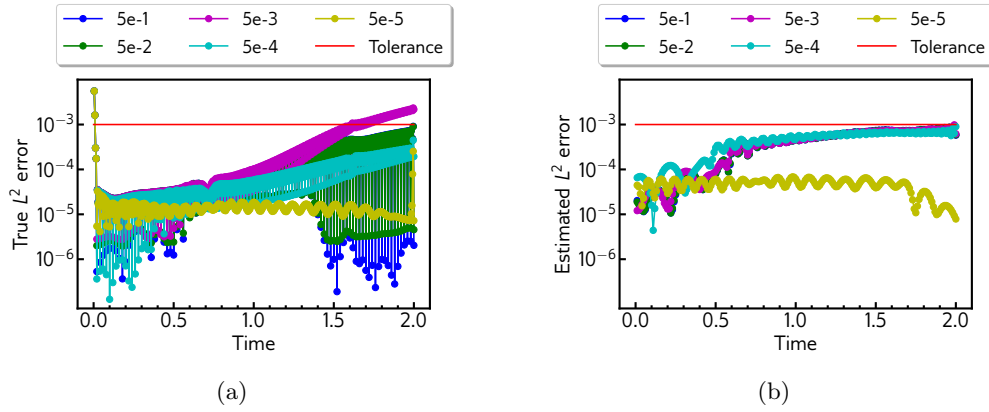 5e-1 5e-3 5e-5
5e-2 5e-4 Tolerance
True L² error
10⁻³
10⁻⁴
10⁻⁵
10⁻⁶
0.0 0.5 1.0 1.5 2.0
Time
(a)
5e-1 5e-3 5e-5
5e-2 5e-4 Tolerance
Estimated L² error
10⁻³
10⁻⁴
10⁻⁵
10⁻⁶
0.0 0.5 1.0 1.5 2.0
Time
(b)